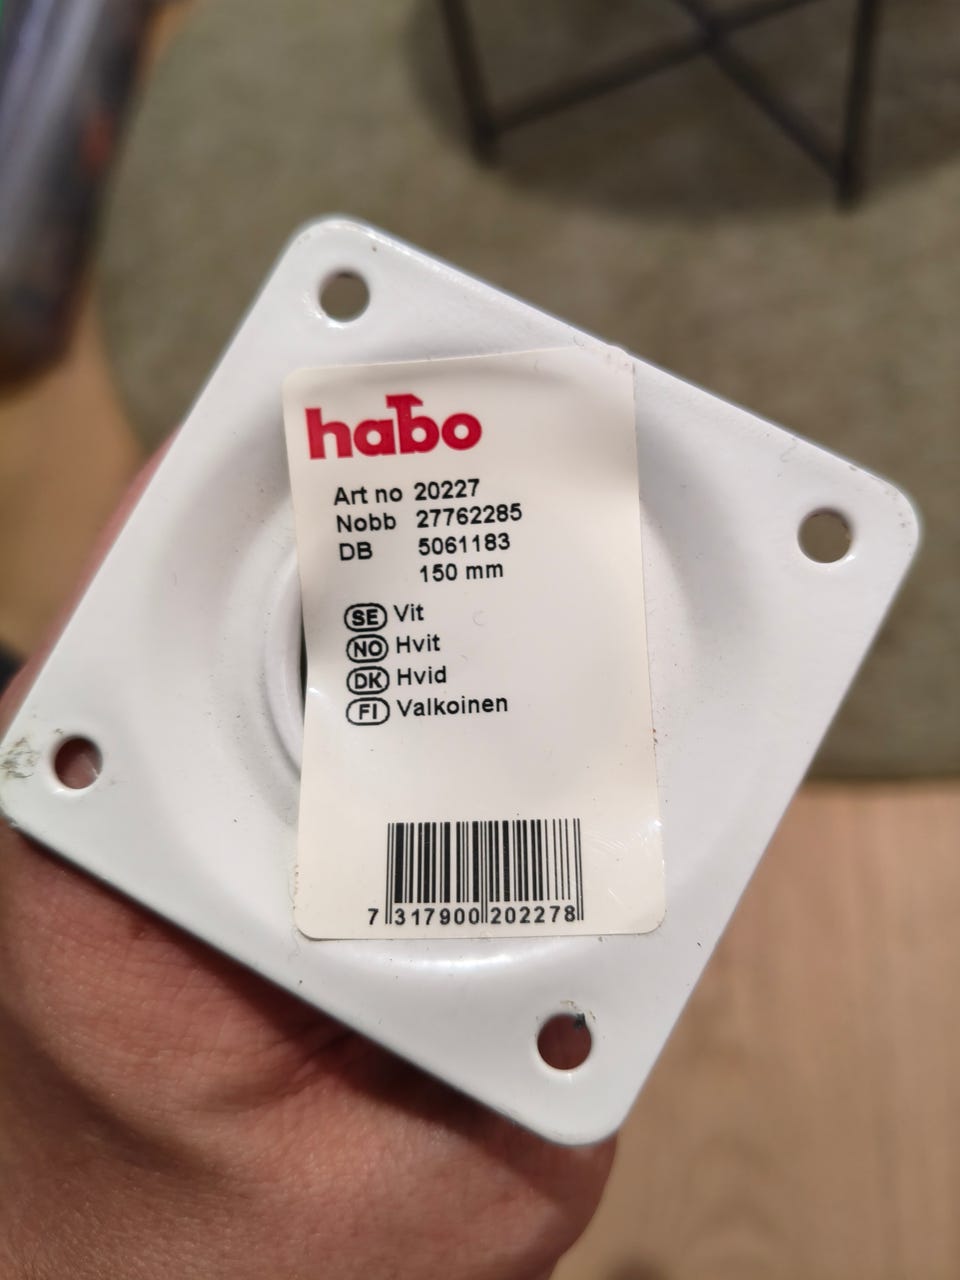 habo
Art no 20227
Nobb 27762285
DB 5061183
150 mm
SE Vit
NO Hvit
DK Hvid
FI Valkoinen
7 317900 202278